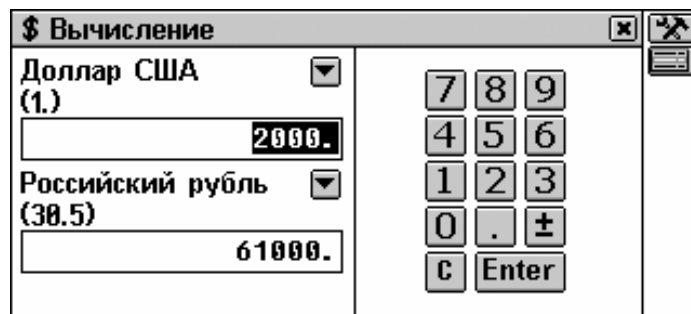 $ Вычисление
Доллар США
(1.)
2000.
Российский рубль
(30.5)
61000.
7 8 9
4 5 6
1 2 3
0 . ±
C Enter